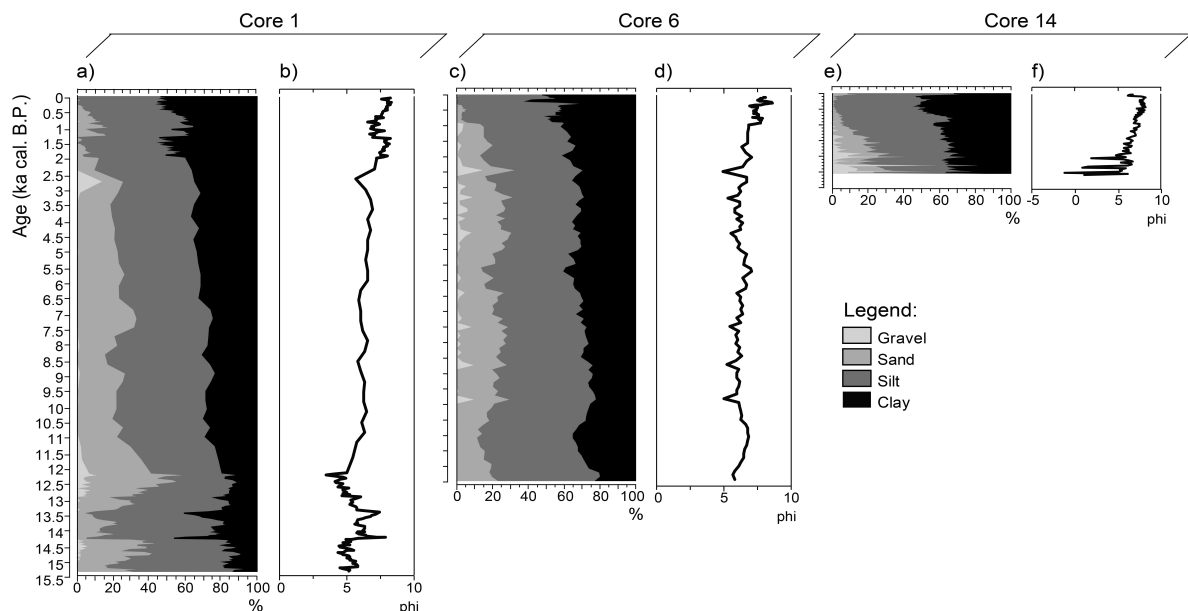 Core 1
Core 6
Core 14
a)
b)
c)
d)
e)
f)
Age (ka cal. B.P.)
0
0.5
1
1.5
2.0
2.5
3
3.5
4
4.5
5
5.5
6
6.5
7
7.5
8
8.5
9
9.5
10
10.5
11
11.5
12
12.5
13
13.5
14
14.5
15
15.5
0 20 40 60 80 100
%
0 5 10
phi
0 20 40 60 80 100
%
0 5 10
phi
0 20 40 60 80 100
%
-5 0 5 10
phi
Legend:
Gravel
Sand
Silt
Clay